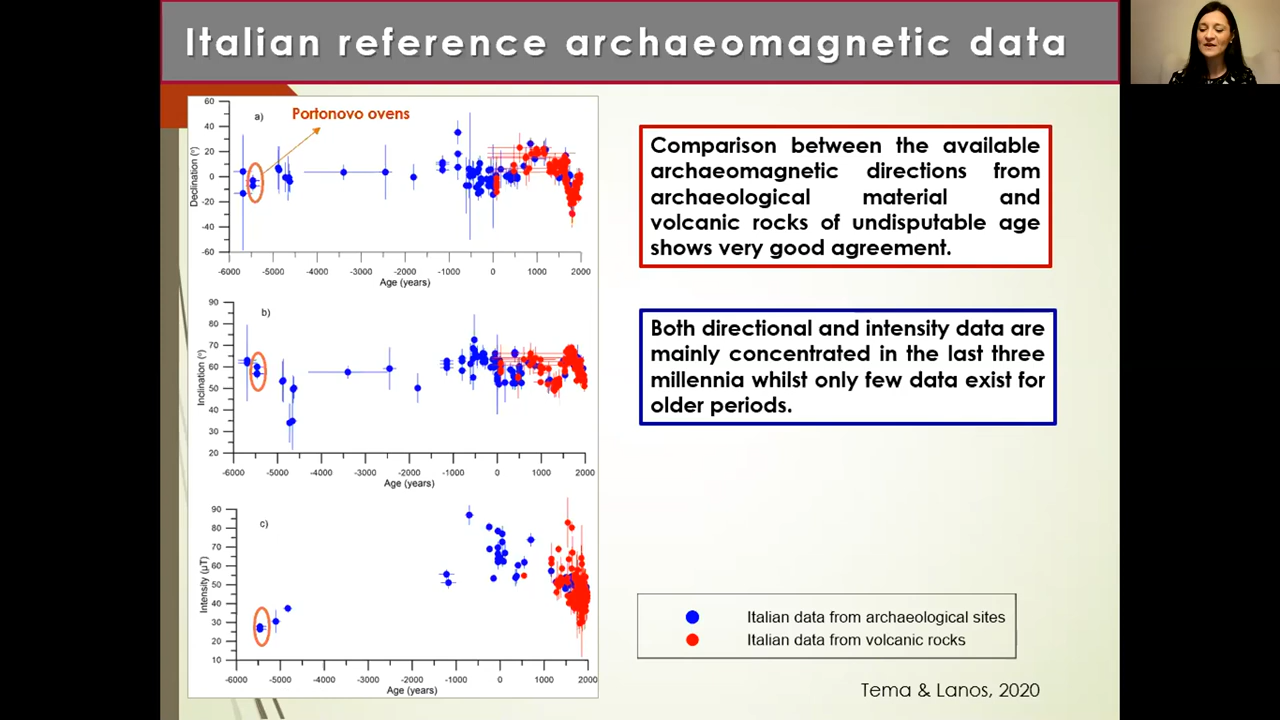 Italian reference archaeomagnetic data
a)
Portonovo ovens
Declination (°)
60
40
20
0
-20
-40
-60
-6000 -5000 -4000 -3000 -2000 -1000 0 1000 2000
Age (years)
b)
Inclination (°)
90
80
70
60
50
40
30
20
-6000 -5000 -4000 -3000 -2000 -1000 0 1000 2000
Age (years)
c)
Intensity (µT)
90
80
70
60
50
40
30
20
10
-6000 -5000 -4000 -3000 -2000 -1000 0 1000 2000
Age (years)
Comparison between the available
archaeomagnetic directions from
archaeological material and
volcanic rocks of undisputable age
shows very good agreement.
Both directional and intensity data are
mainly concentrated in the last three
millennia whilst only few data exist for
older periods.
Italian data from archaeological sites
Italian data from volcanic rocks
Tema & Lanos, 2020